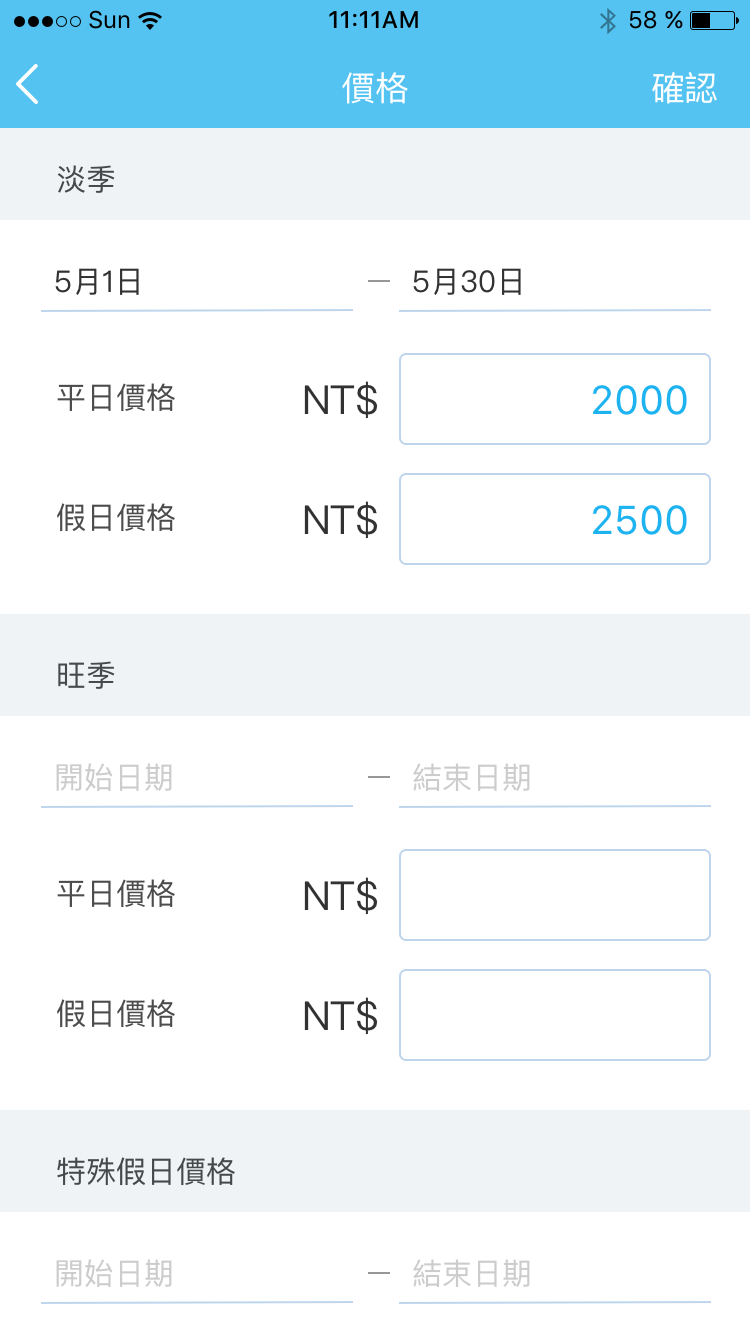 Sun 11:11AM 58 %
價格 確認
淡季
5月1日 — 5月30日
平日價格 NT$ 2000
假日價格 NT$ 2500
旺季
開始日期 — 結束日期
平日價格 NT$
假日價格 NT$
特殊假日價格
開始日期 — 結束日期